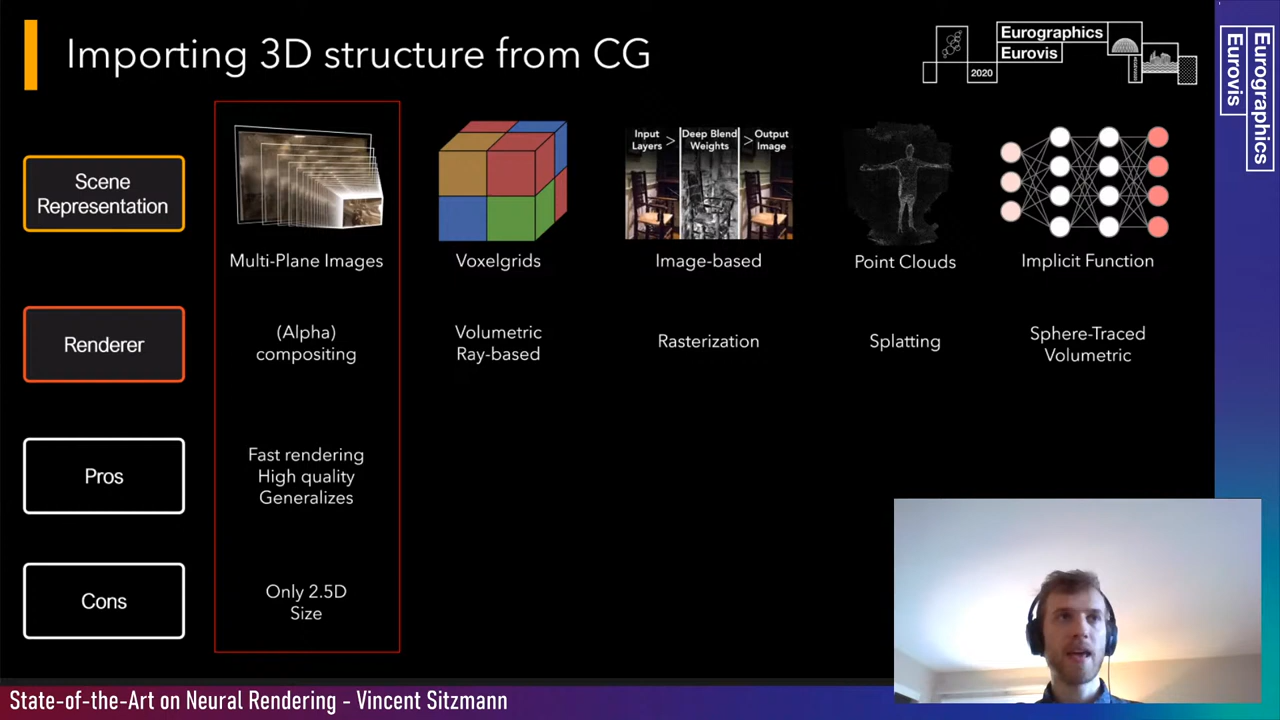 Importing 3D structure from CG
Eurographics
Eurovis
2020
Eurographics
Eurovis
Scene
Representation
Input
Layers
>
Deep Blend
Weights
>
Output
Image
Multi-Plane Images
Voxelgrids
Image-based
Point Clouds
Implicit Function
Renderer
(Alpha)
compositing
Volumetric
Ray-based
Rasterization
Splatting
Sphere-Traced
Volumetric
Pros
Fast rendering
High quality
Generalizes
Cons
Only 2.5D
Size
State-of-the-Art on Neural Rendering - Vincent Sitzmann